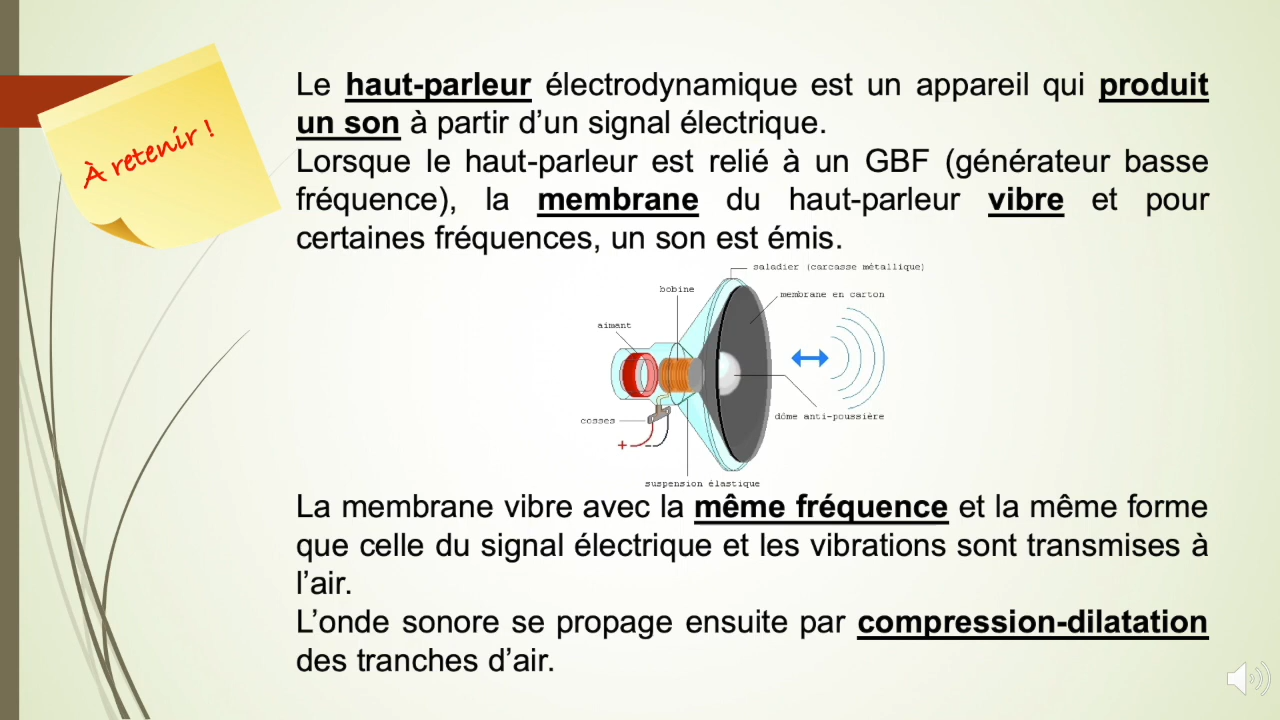 À retenir !
Le haut-parleur électrodynamique est un appareil qui produit
un son à partir d’un signal électrique.
Lorsque le haut-parleur est relié à un GBF (générateur basse
fréquence), la membrane du haut-parleur vibre et pour
certaines fréquences, un son est émis.
saladier (carcasse métallique)
bobine
membrane en carton
aimant
dôme anti-poussière
cosses
+
-
suspension élastique
La membrane vibre avec la même fréquence et la même forme
que celle du signal électrique et les vibrations sont transmises à
l’air.
L’onde sonore se propage ensuite par compression-dilatation
des tranches d’air.